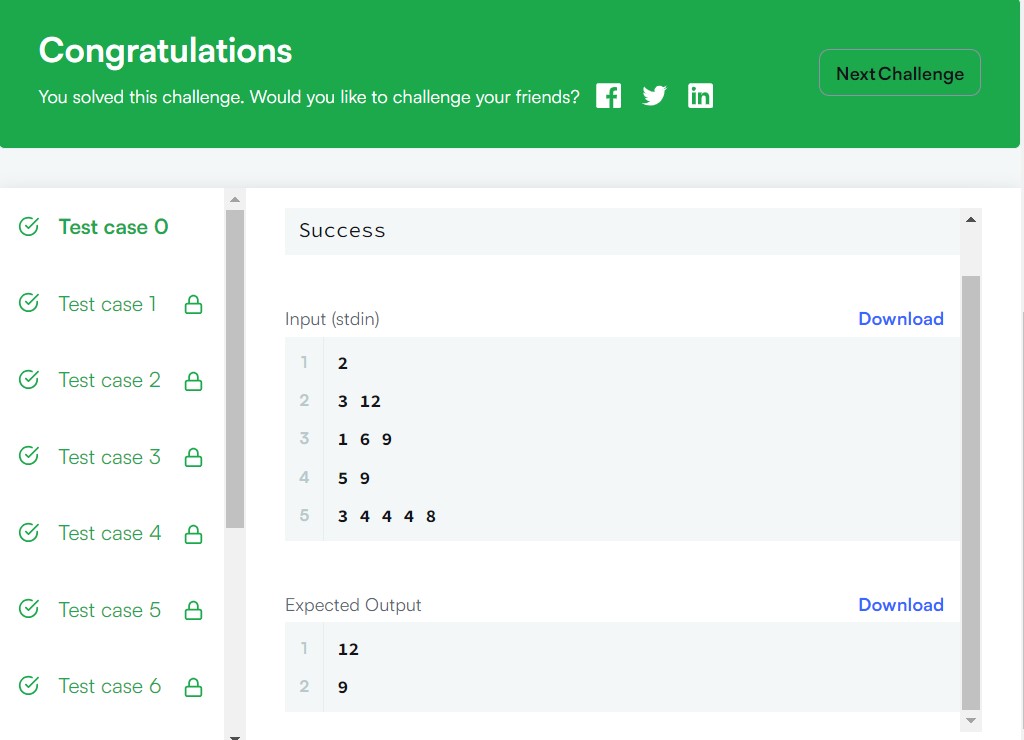 Congratulations
You solved this challenge. Would you like to challenge your friends?
Next Challenge
Test case 0
Test case 1
Test case 2
Test case 3
Test case 4
Test case 5
Test case 6
Success
Input (stdin)
Download
1 2
2 3 12
3 1 6 9
4 5 9
5 3 4 4 4 8
Expected Output
Download
1 12
2 9